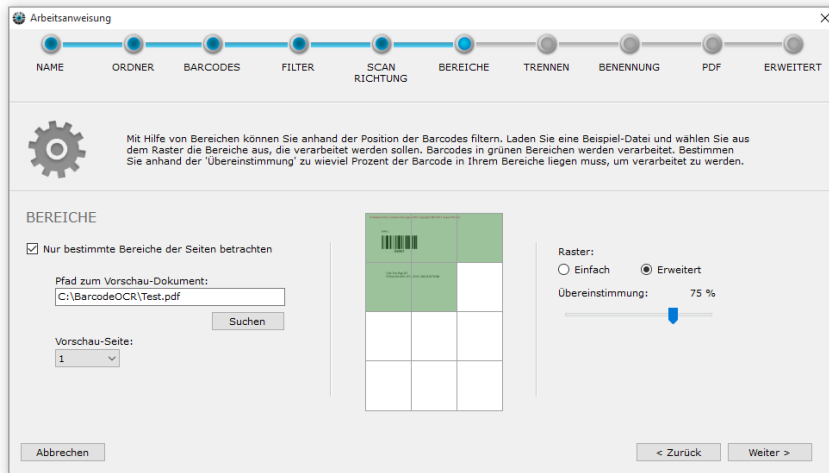 Arbeitsanweisung
NAME
ORDNER
BARCODES
FILTER
SCAN
RICHTUNG
BEREICHE
TRENNEN
BENENNUNG
PDF
ERWEITERT
Mit Hilfe von Bereichen können Sie anhand der Position der Barcodes filtern. Laden Sie eine Beispiel-Datei und wählen Sie aus
dem Raster die Bereiche aus, die verarbeitet werden sollen. Barcodes in grünen Bereichen werden verarbeitet. Bestimmen
Sie anhand der 'Übereinstimmung' zu wieviel Prozent der Barcode in Ihrem Bereiche liegen muss, um verarbeitet zu werden.
BEREICHE
Nur bestimmte Bereiche der Seiten betrachten
Pfad zum Vorschau-Dokument:
C:\BarcodeOCR\Test.pdf
Suchen
Vorschau-Seite:
1
Raster:
Einfach
Erweitert
Übereinstimmung: 75 %
Abbrechen
< Zurück
Weiter >